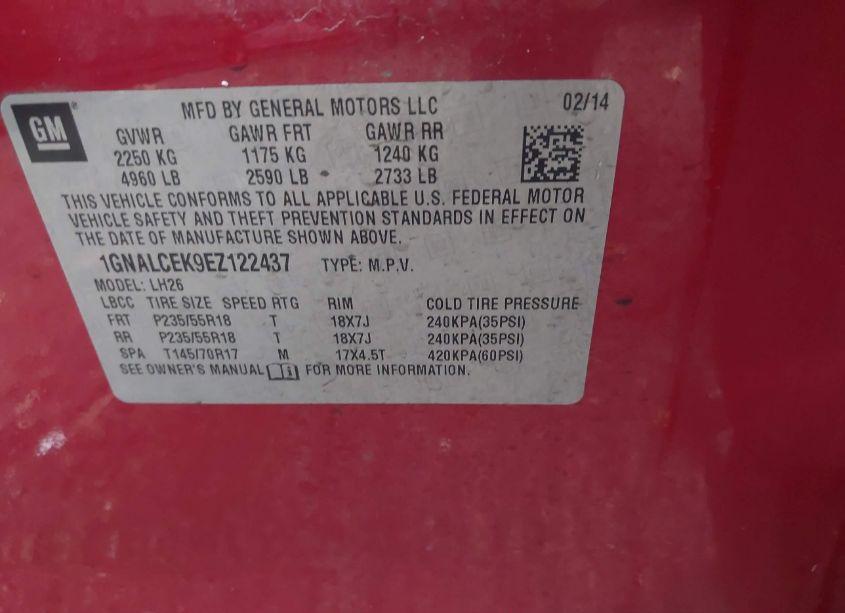 GM
MFD BY GENERAL MOTORS LLC 02/14
GVWR GAWR FRT GAWR RR
2250 KG 1175 KG 1240 KG
4960 LB 2590 LB 2733 LB
THIS VEHICLE CONFORMS TO ALL APPLICABLE U.S. FEDERAL MOTOR
VEHICLE SAFETY AND THEFT PREVENTION STANDARDS IN EFFECT ON
THE DATE OF MANUFACTURE SHOWN ABOVE.
1GNALCEK9EZ122437 TYPE: M.P.V.
MODEL: LH26
LBCC TIRE SIZE SPEED RTG RIM COLD TIRE PRESSURE
FRT P235/55R18 T 18X7J 240KPA(35PSI)
RR P235/55R18 T 18X7J 240KPA(35PSI)
SPA T145/70R17 M 17X4.5T 420KPA(60PSI)
SEE OWNER'S MANUAL FOR MORE INFORMATION.